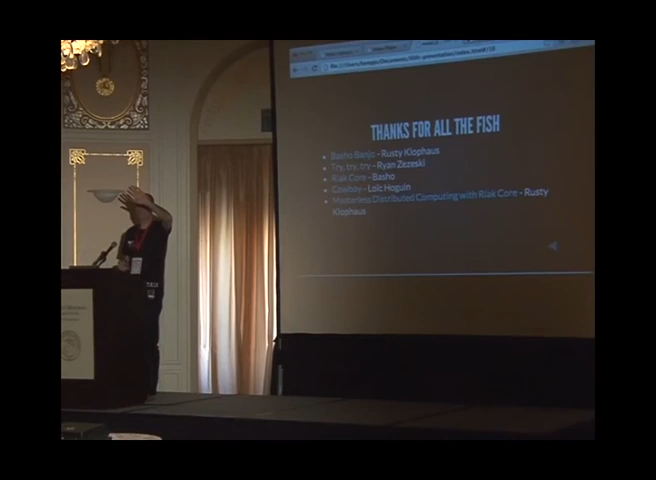 THANKS FOR ALL THE FISH
Basho Banjo - Rusty Klophaus
Try, try, try - Ryan Zezeski
Riak Core - Basho
Cowboy - Loïc Hoguin
Masterless Distributed Computing with Riak Core - Rusty
Klophaus